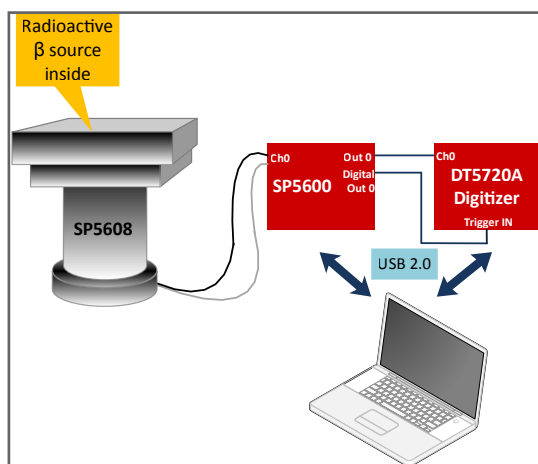 Radioactive
β source
inside
SP5608
Ch0
SP5600
Out 0
Digital
Out 0
Ch0
DT5720A
Digitizer
Trigger IN
USB 2.0